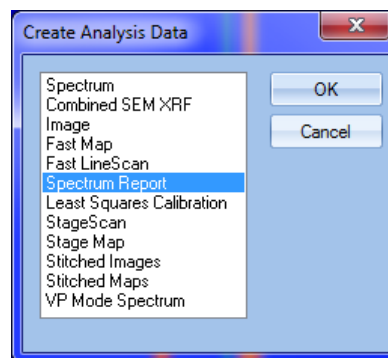 Create Analysis Data
X
Spectrum
Combined SEM XRF
Image
Fast Map
Fast LineScan
Spectrum Report
Least Squares Calibration
StageScan
Stage Map
Stitched Images
Stitched Maps
VP Mode Spectrum
OK
Cancel